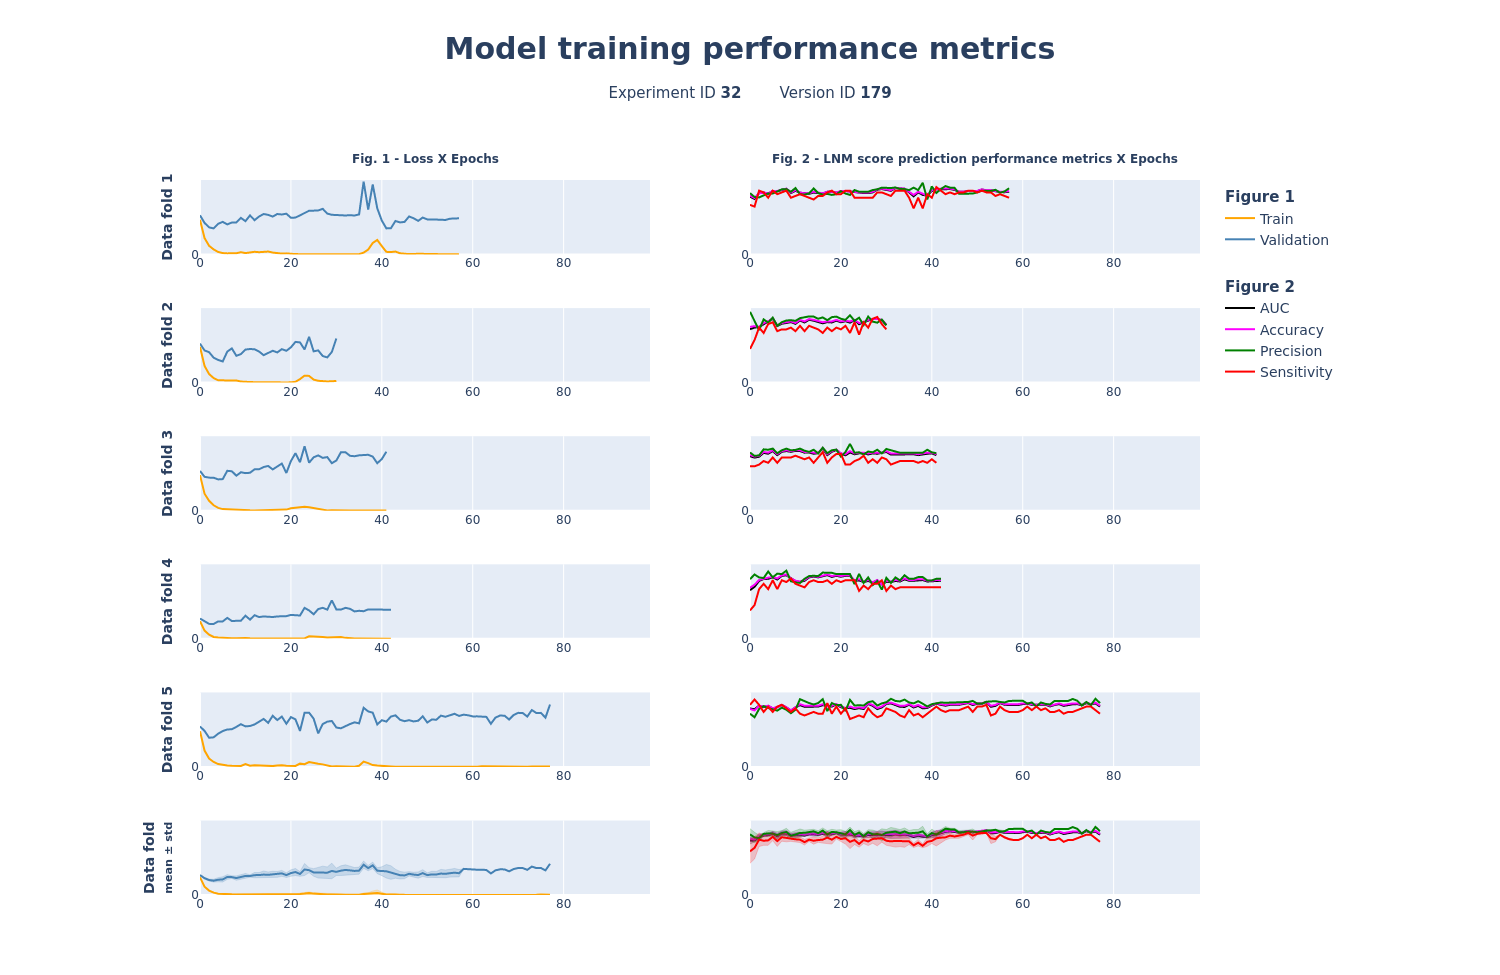 Model training performance metrics
Experiment ID 32 Version ID 179
Fig. 1 - Loss X Epochs
Fig. 2 - LNM score prediction performance metrics X Epochs
Data fold 1
0
0 20 40 60 80
0
0 20 40 60 80
Figure 1
Train
Validation
Figure 2
AUC
Accuracy
Precision
Sensitivity
Data fold 2
0
0 20 40 60 80
0
0 20 40 60 80
Data fold 3
0
0 20 40 60 80
0
0 20 40 60 80
Data fold 4
0
0 20 40 60 80
0
0 20 40 60 80
Data fold 5
0
0 20 40 60 80
0
0 20 40 60 80
Data fold
mean ± std
0
0 20 40 60 80
0
0 20 40 60 80